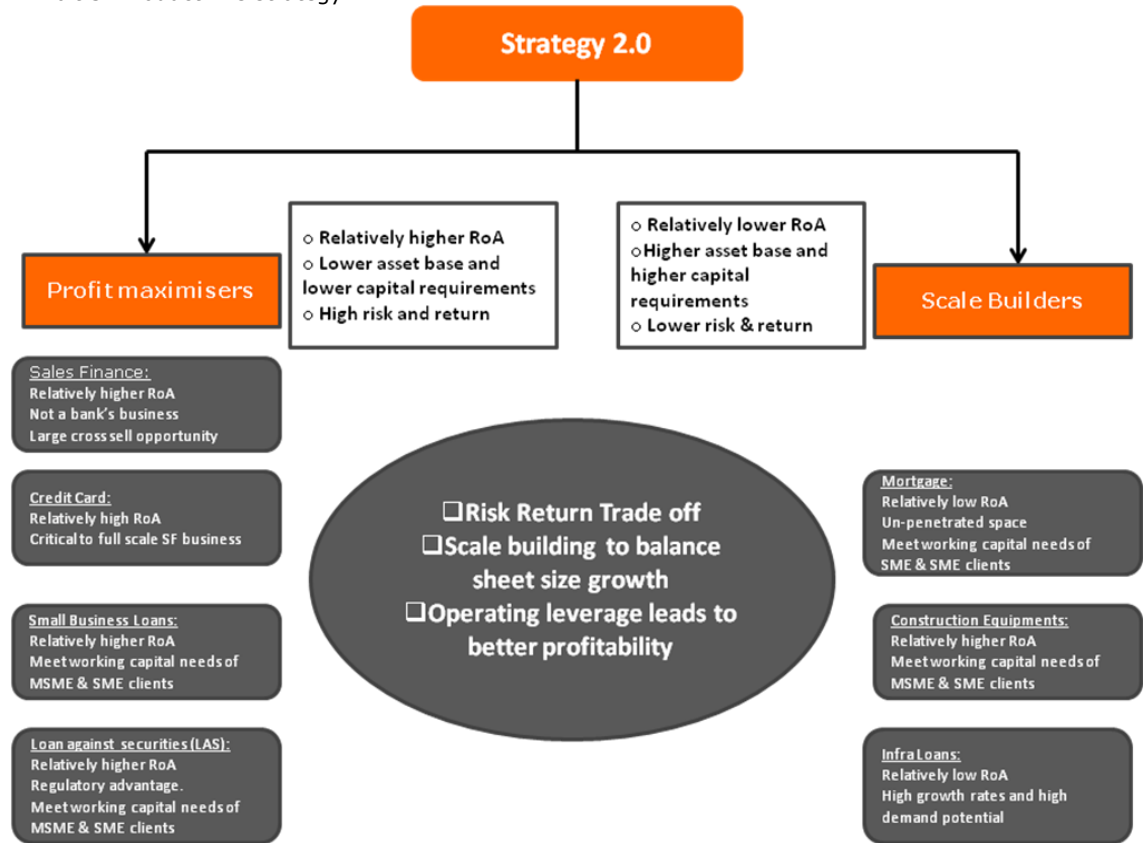 Strategy 2.0
Profit maximisers
○ Relatively higher RoA
○ Lower asset base and
lower capital requirements
○ High risk and return
○ Relatively lower RoA
○Higher asset base and
higher capital
requirements
○ Lower risk & return
Scale Builders
Sales Finance:
Relatively higher RoA
Not a bank's business
Large cross sell opportunity
Credit Card:
Relatively high RoA
Critical to full scale SF business
Small Business Loans:
Relatively higher RoA
Meet working capital needs of
MSME & SME clients
Loan against securities (LAS):
Relatively higher RoA
Regulatory advantage.
Meet working capital needs of
MSME & SME clients
❑Risk Return Trade off
❑Scale building to balance
sheet size growth
❑Operating leverage leads to
better profitability
Mortgage:
Relatively low RoA
Un-penetrated space
Meet working capital needs of
SME & SME clients
Construction Equipments:
Relatively higher RoA
Meet working capital needs of
MSME & SME clients
Infra Loans:
Relatively low RoA
High growth rates and high
demand potential